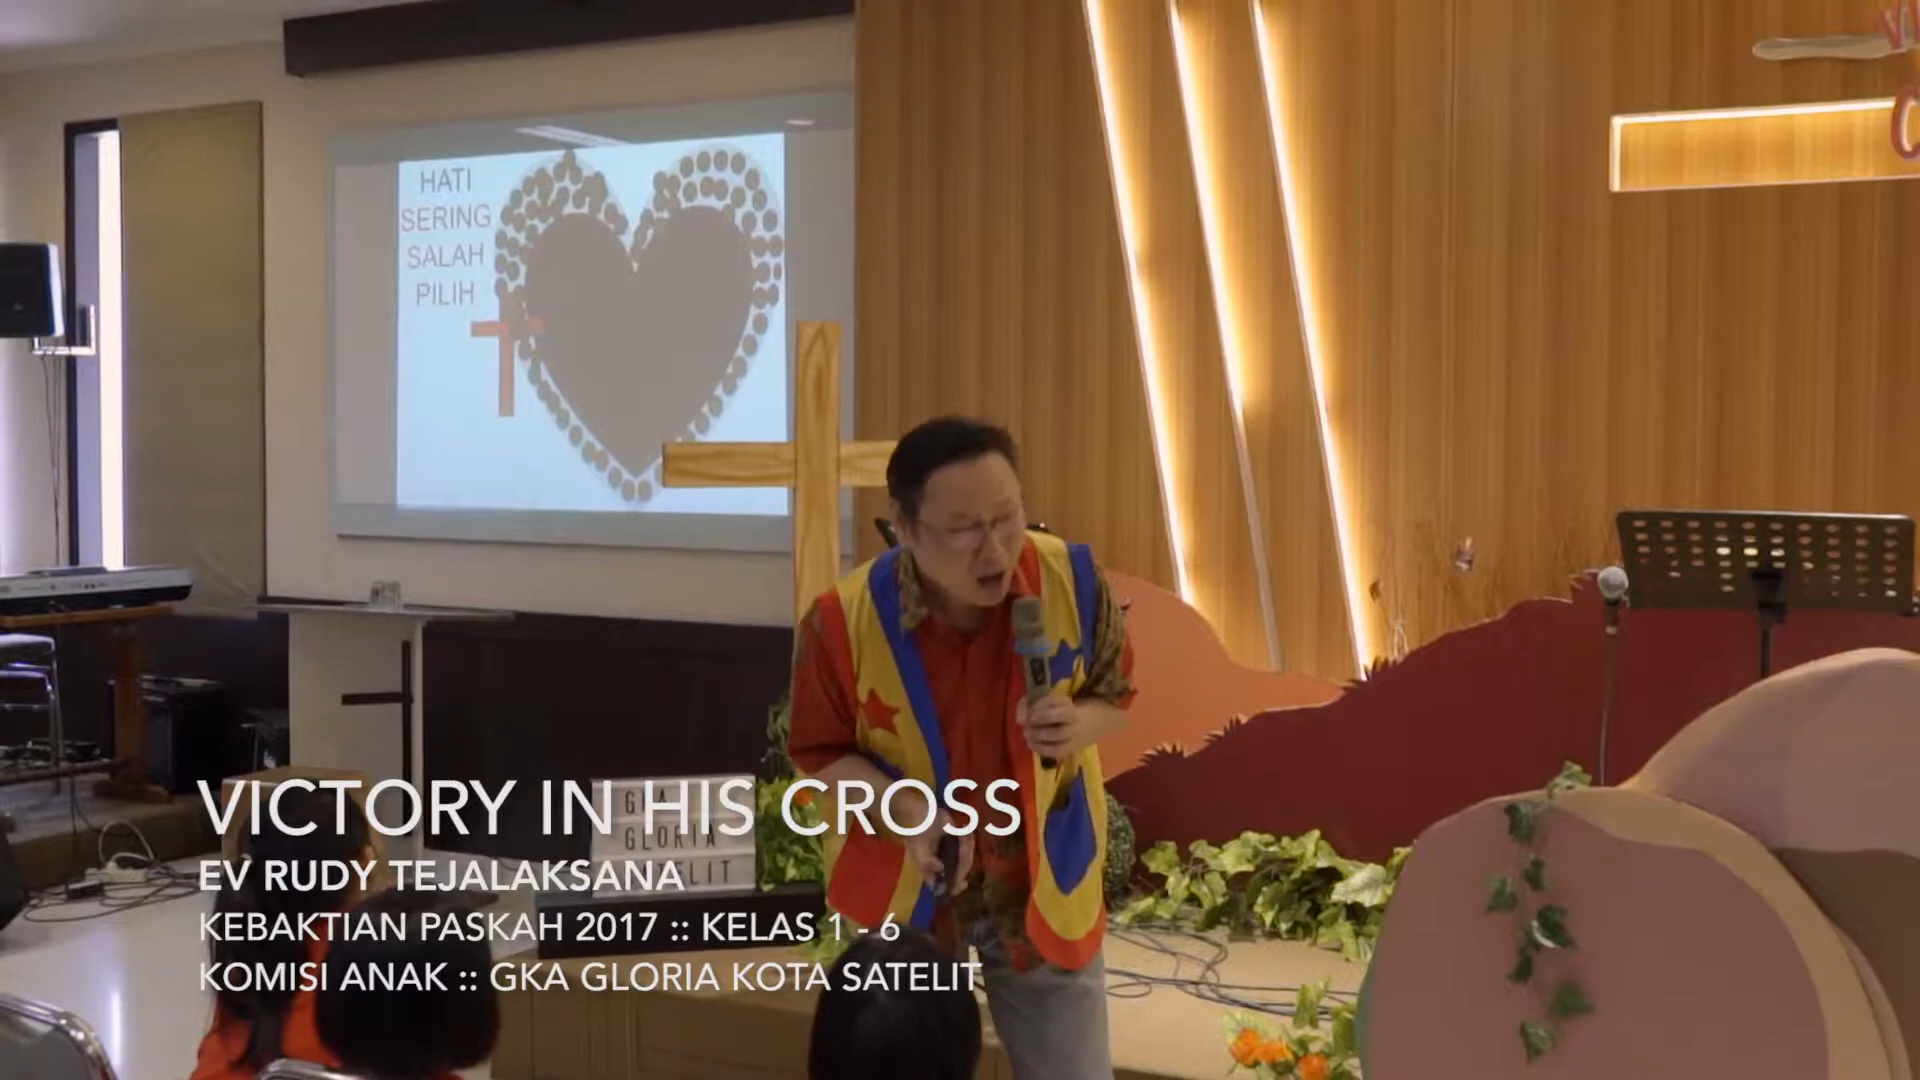 HATI
SERING
SALAH
PILIH
VICTORY IN HIS CROSS
GLORIA
EV RUDY TEJALAKSANA
KEBAKTIAN PASKAH 2017 :: KELAS 1 - 6
KOMISI ANAK :: GKA GLORIA KOTA SATELIT